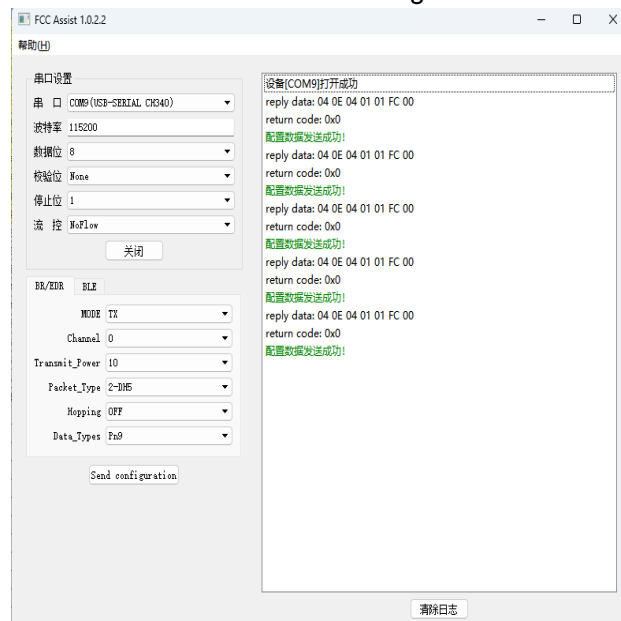 FCC Assist 1.0.2.2
帮助(H)
串口设置
串 口 COM9(USB-SERIAL CH340)
波特率 115200
数据位 8
校验位 None
停止位 1
流 控 NoFlow
关闭
BR/EDR BLE
MODE TX
Channel 0
Transmit_Power 10
Packet_Type 2-DH5
Hopping OFF
Data_Types Pn9
Send configuration
设备[COM9]打开成功
reply data: 04 0E 04 01 01 FC 00
return code: 0x0
配置数据发送成功!
reply data: 04 0E 04 01 01 FC 00
return code: 0x0
配置数据发送成功!
reply data: 04 0E 04 01 01 FC 00
return code: 0x0
配置数据发送成功!
reply data: 04 0E 04 01 01 FC 00
return code: 0x0
配置数据发送成功!
reply data: 04 0E 04 01 01 FC 00
return code: 0x0
配置数据发送成功!
清除日志